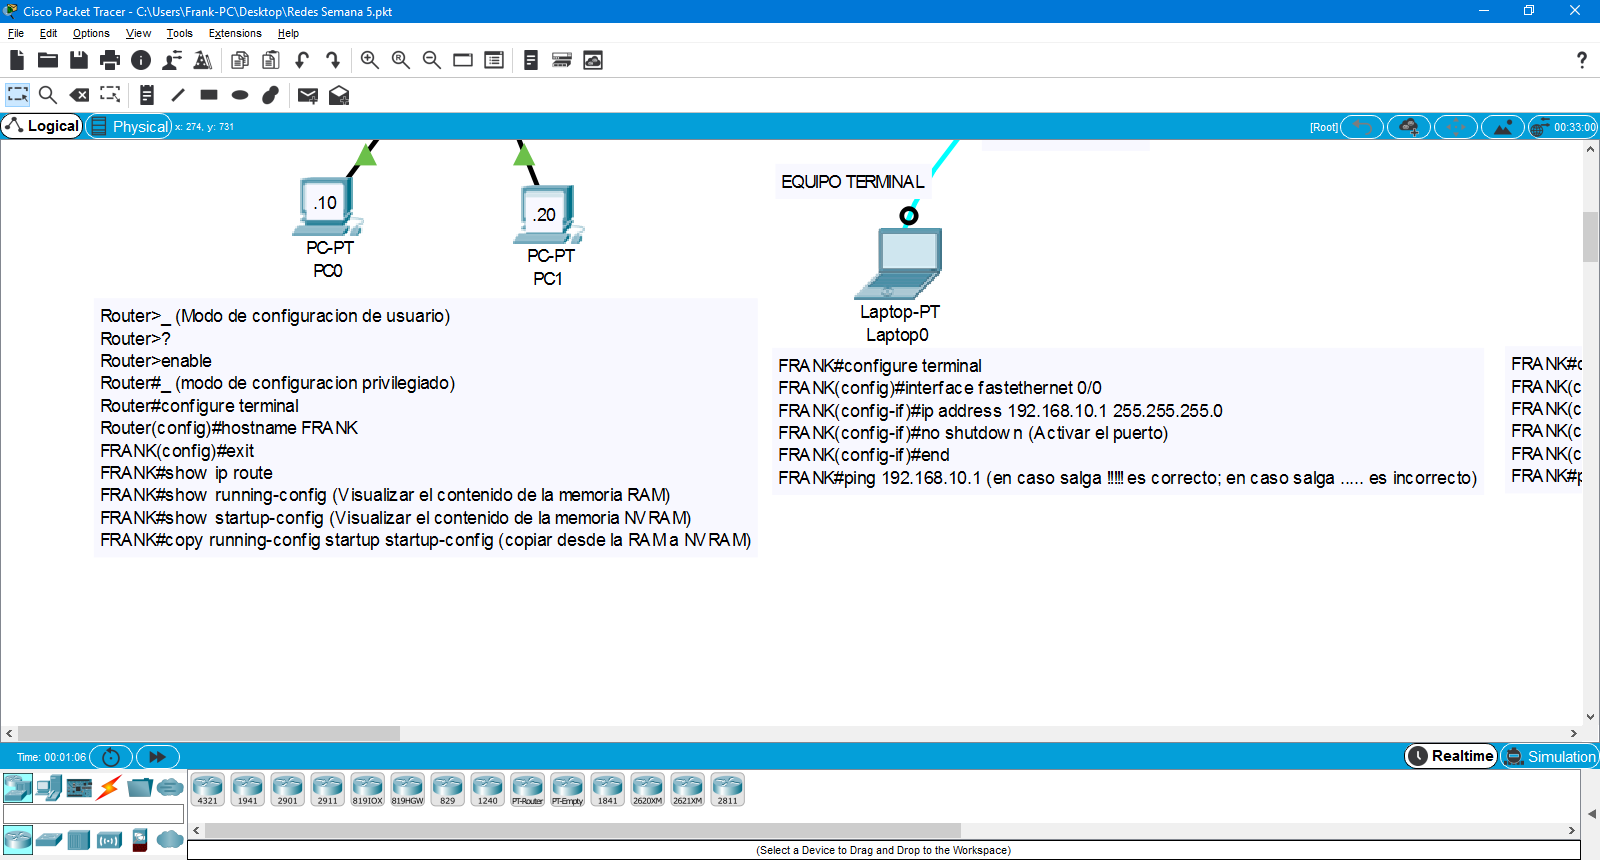 Cisco Packet Tracer - C:\Users\Frank-PC\Desktop\Redes Semana 5.pkt
File Edit Options View Tools Extensions Help
?
Logical Physical x: 274, y: 731 [Root] 00:33:00
EQUIPO TERMINAL
.10
PC-PT
PC0
.20
PC-PT
PC1
Laptop-PT
Laptop0
Router>_ (Modo de configuracion de usuario)
Router>?
Router>enable
Router#_ (modo de configuracion privilegiado)
Router#configure terminal
Router(config)#hostname FRANK
FRANK(config)#exit
FRANK#show ip route
FRANK#show running-config (Visualizar el contenido de la memoria RAM)
FRANK#show startup-config (Visualizar el contenido de la memoria NVRAM)
FRANK#copy running-config startup startup-config (copiar desde la RAM a NVRAM)
FRANK#configure terminal
FRANK(config)#interface fastethernet 0/0
FRANK(config-if)#ip address 192.168.10.1 255.255.255.0
FRANK(config-if)#no shutdown (Activar el puerto)
FRANK(config-if)#end
FRANK#ping 192.168.10.1 (en caso salga !!!!! es correcto; en caso salga ..... es incorrecto)
FRANK#c
FRANK(c
FRANK(c
FRANK(c
FRANK(c
FRANK#p
Time: 00:01:06 Realtime Simulation
4321 1941 2901 2911 819IOX 819HGW 829 1240 PT-Router PT-Empty 1841 2620XM 2621XM 2811
(Select a Device to Drag and Drop to the Workspace)